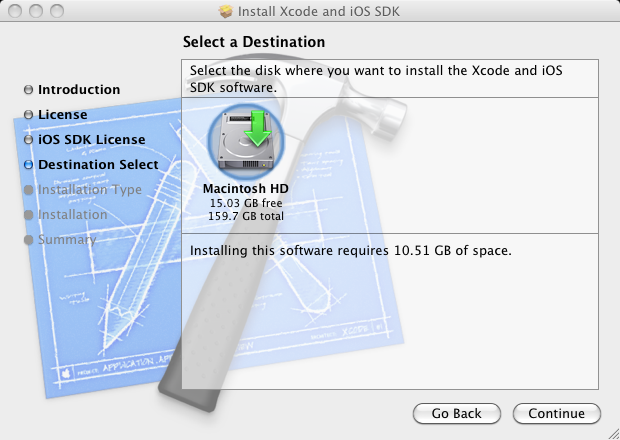 Install Xcode and iOS SDK
Select a Destination
Introduction
License
iOS SDK License
Destination Select
Installation Type
Installation
Summary
Select the disk where you want to install the Xcode and iOS
SDK software.
Macintosh HD
15.03 GB free
159.7 GB total
Installing this software requires 10.51 GB of space.
Go Back
Continue